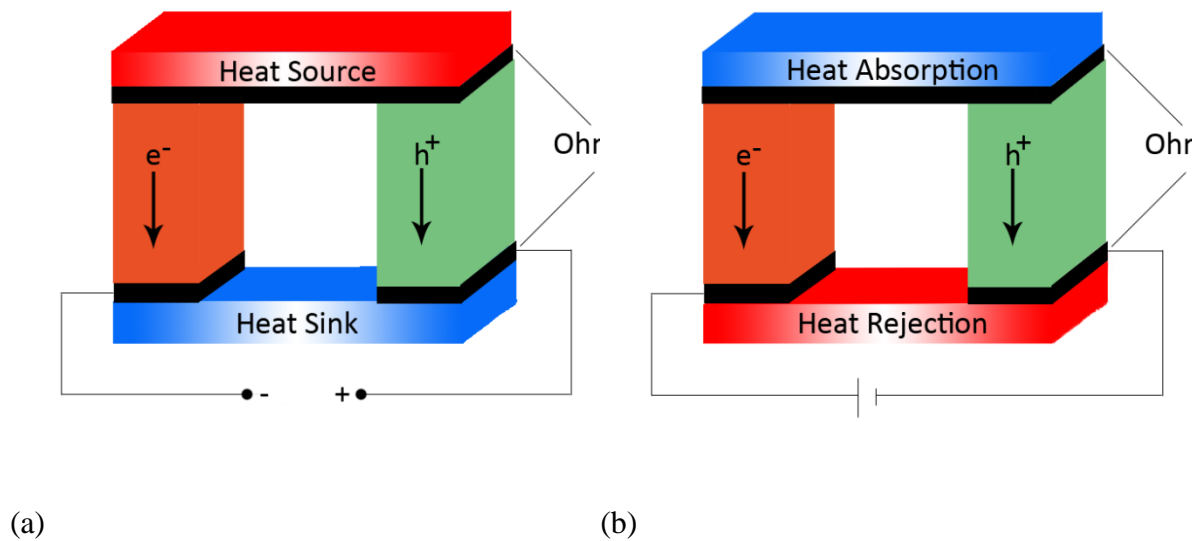 Heat Source
e-
h+
Ohr
Heat Sink
- +
(a)
Heat Absorption
e-
h+
Ohr
Heat Rejection
(b)